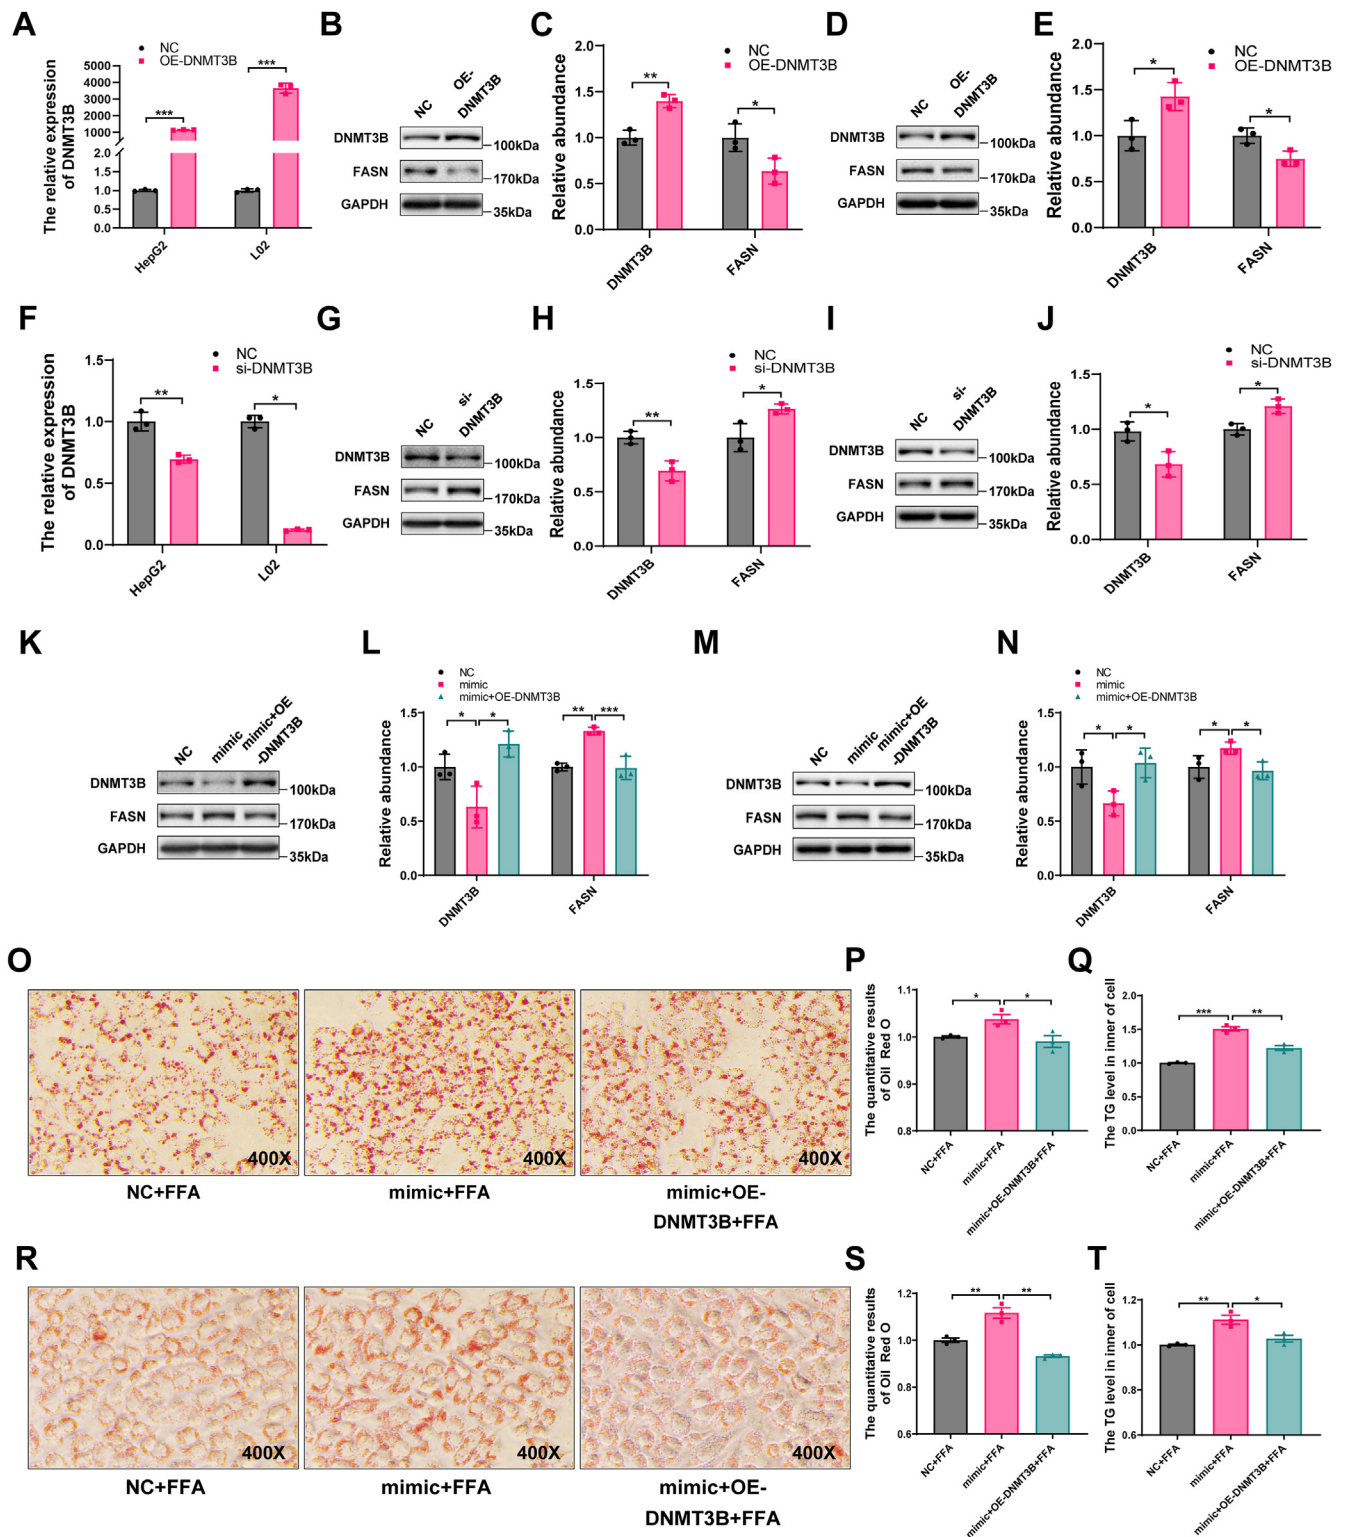 A
The relative expression
of DNMT3B
NC
OE-DNMT3B
5000
4000
3000
2000
1000
2.0
1.5
1.0
0.5
0.0
***
***
HepG2
L02
B
NC
OE-
DNMT3B
DNMT3B
100kDa
FASN
170kDa
GAPDH
35kDa
C
Relative abundance
NC
OE-DNMT3B
2.0
1.5
1.0
0.5
0.0
**
*
DNMT3B
FASN
D
NC
OE-
DNMT3B
DNMT3B
100kDa
FASN
170kDa
GAPDH
35kDa
E
Relative abundance
NC
OE-DNMT3B
2.0
1.5
1.0
0.5
0.0
*
*
DNMT3B
FASN
F
The relative expression
of DNMT3B
NC
si-DNMT3B
1.5
1.0
0.5
0.0
**
*
HepG2
L02
G
NC
si-
DNMT3B
DNMT3B
100kDa
FASN
170kDa
GAPDH
35kDa
H
Relative abundance
NC
si-DNMT3B
1.5
1.0
0.5
0.0
**
*
DNMT3B
FASN
I
NC
si-
DNMT3B
DNMT3B
100kDa
FASN
170kDa
GAPDH
35kDa
J
Relative abundance
NC
si-DNMT3B
1.5
1.0
0.5
0.0
*
*
DNMT3B
FASN
K
NC
mimic
mimic+OE
-DNMT3B
DNMT3B
100kDa
FASN
170kDa
GAPDH
35kDa
L
Relative abundance
NC
mimic
mimic+OE-DNMT3B
1.5
1.0
0.5
0.0
*
*
**
***
DNMT3B
FASN
M
NC
mimic
mimic+OE
-DNMT3B
DNMT3B
100kDa
FASN
170kDa
GAPDH
35kDa
N
Relative abundance
NC
mimic
mimic+OE-DNMT3B
1.5
1.0
0.5
0.0
*
*
*
*
DNMT3B
FASN
O
400X
400X
400X
NC+FFA
mimic+FFA
mimic+OE-
DNMT3B+FFA
P
The quantitative results
of Oil Red O
1.1
1.0
0.9
0.8
*
*
NC+FFA
mimic+FFA
mimic+OE-DNMT3B+FFA
Q
The TG level in inner of cell
2.0
1.5
1.0
0.5
0.0
***
**
NC+FFA
mimic+FFA
mimic+OE-DNMT3B+FFA
R
400X
400X
400X
NC+FFA
mimic+FFA
mimic+OE-
DNMT3B+FFA
S
The quantitative results
of Oil Red O
1.2
1.0
0.8
0.6
**
**
NC+FFA
mimic+FFA
mimic+OE-DNMT3B+FFA
T
The TG level in inner of cell
1.2
1.0
0.8
0.6
**
*
NC+FFA
mimic+FFA
mimic+OE-DNMT3B+FFA